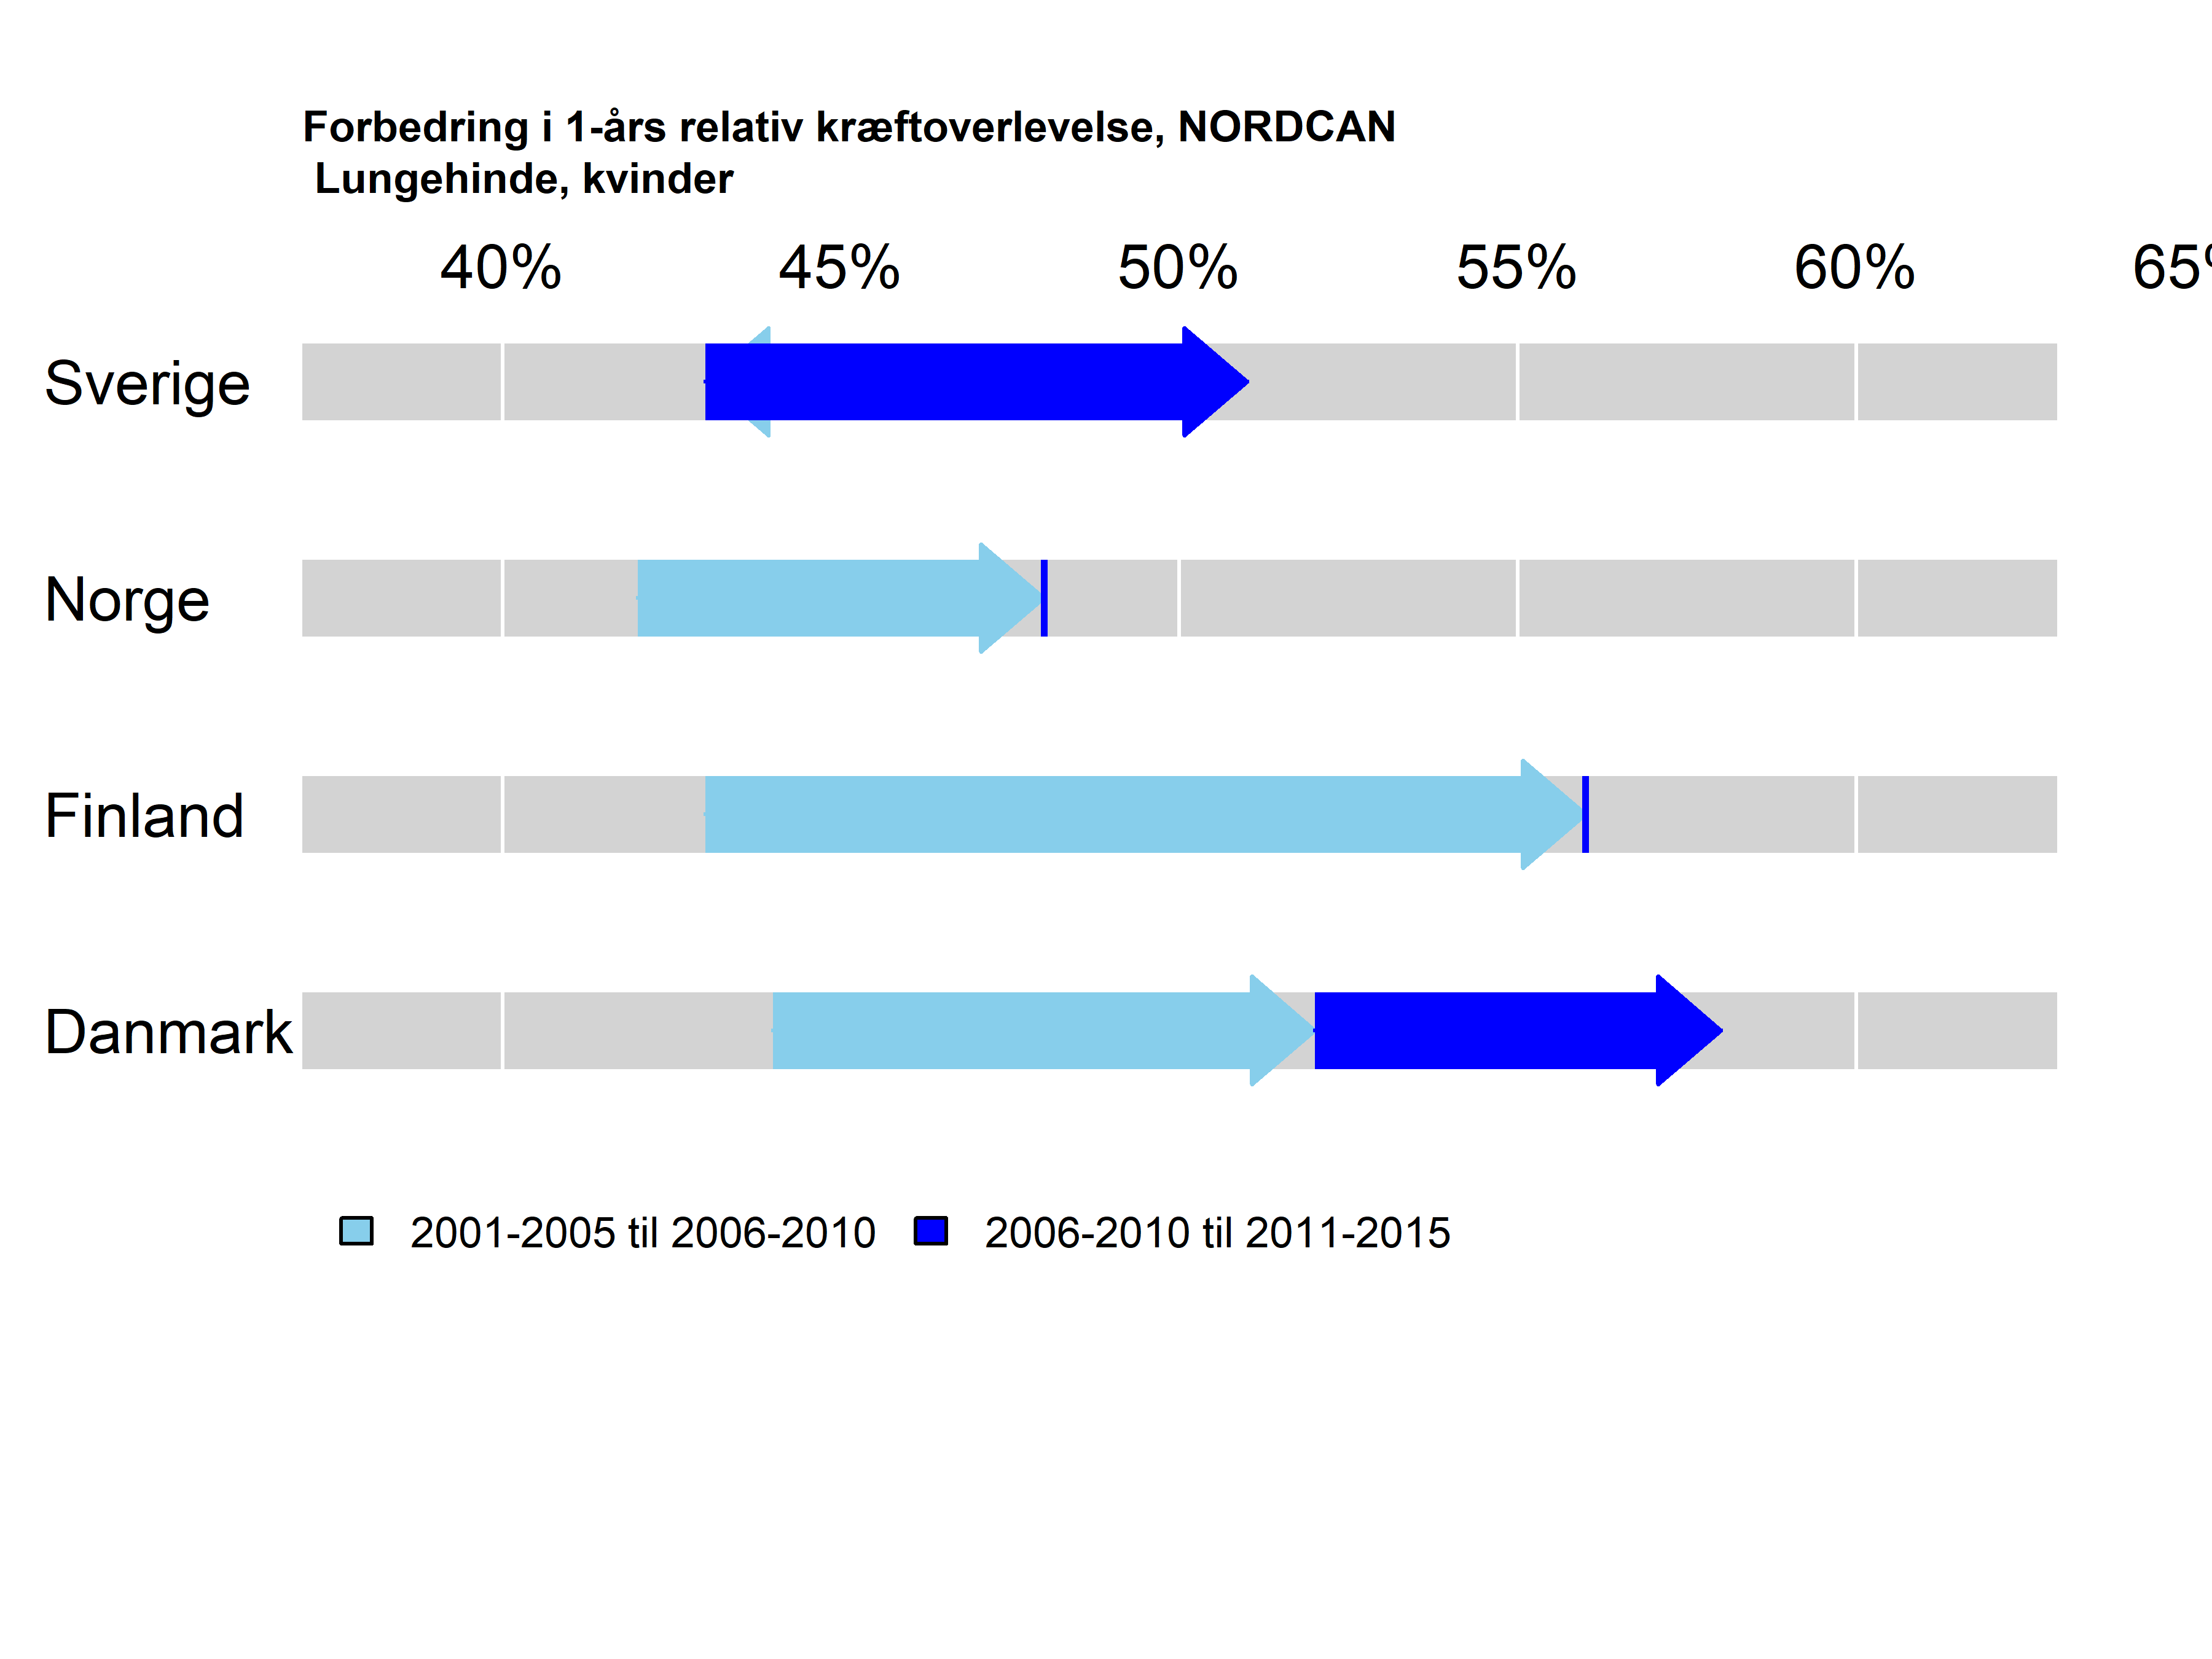 Forbedring i 1-års relativ kræftoverlevelse, NORDCAN
Lungehinde, kvinder
40% 45% 50% 55% 60% 65%
Sverige
Norge
Finland
Danmark
2001-2005 til 2006-2010 2006-2010 til 2011-2015